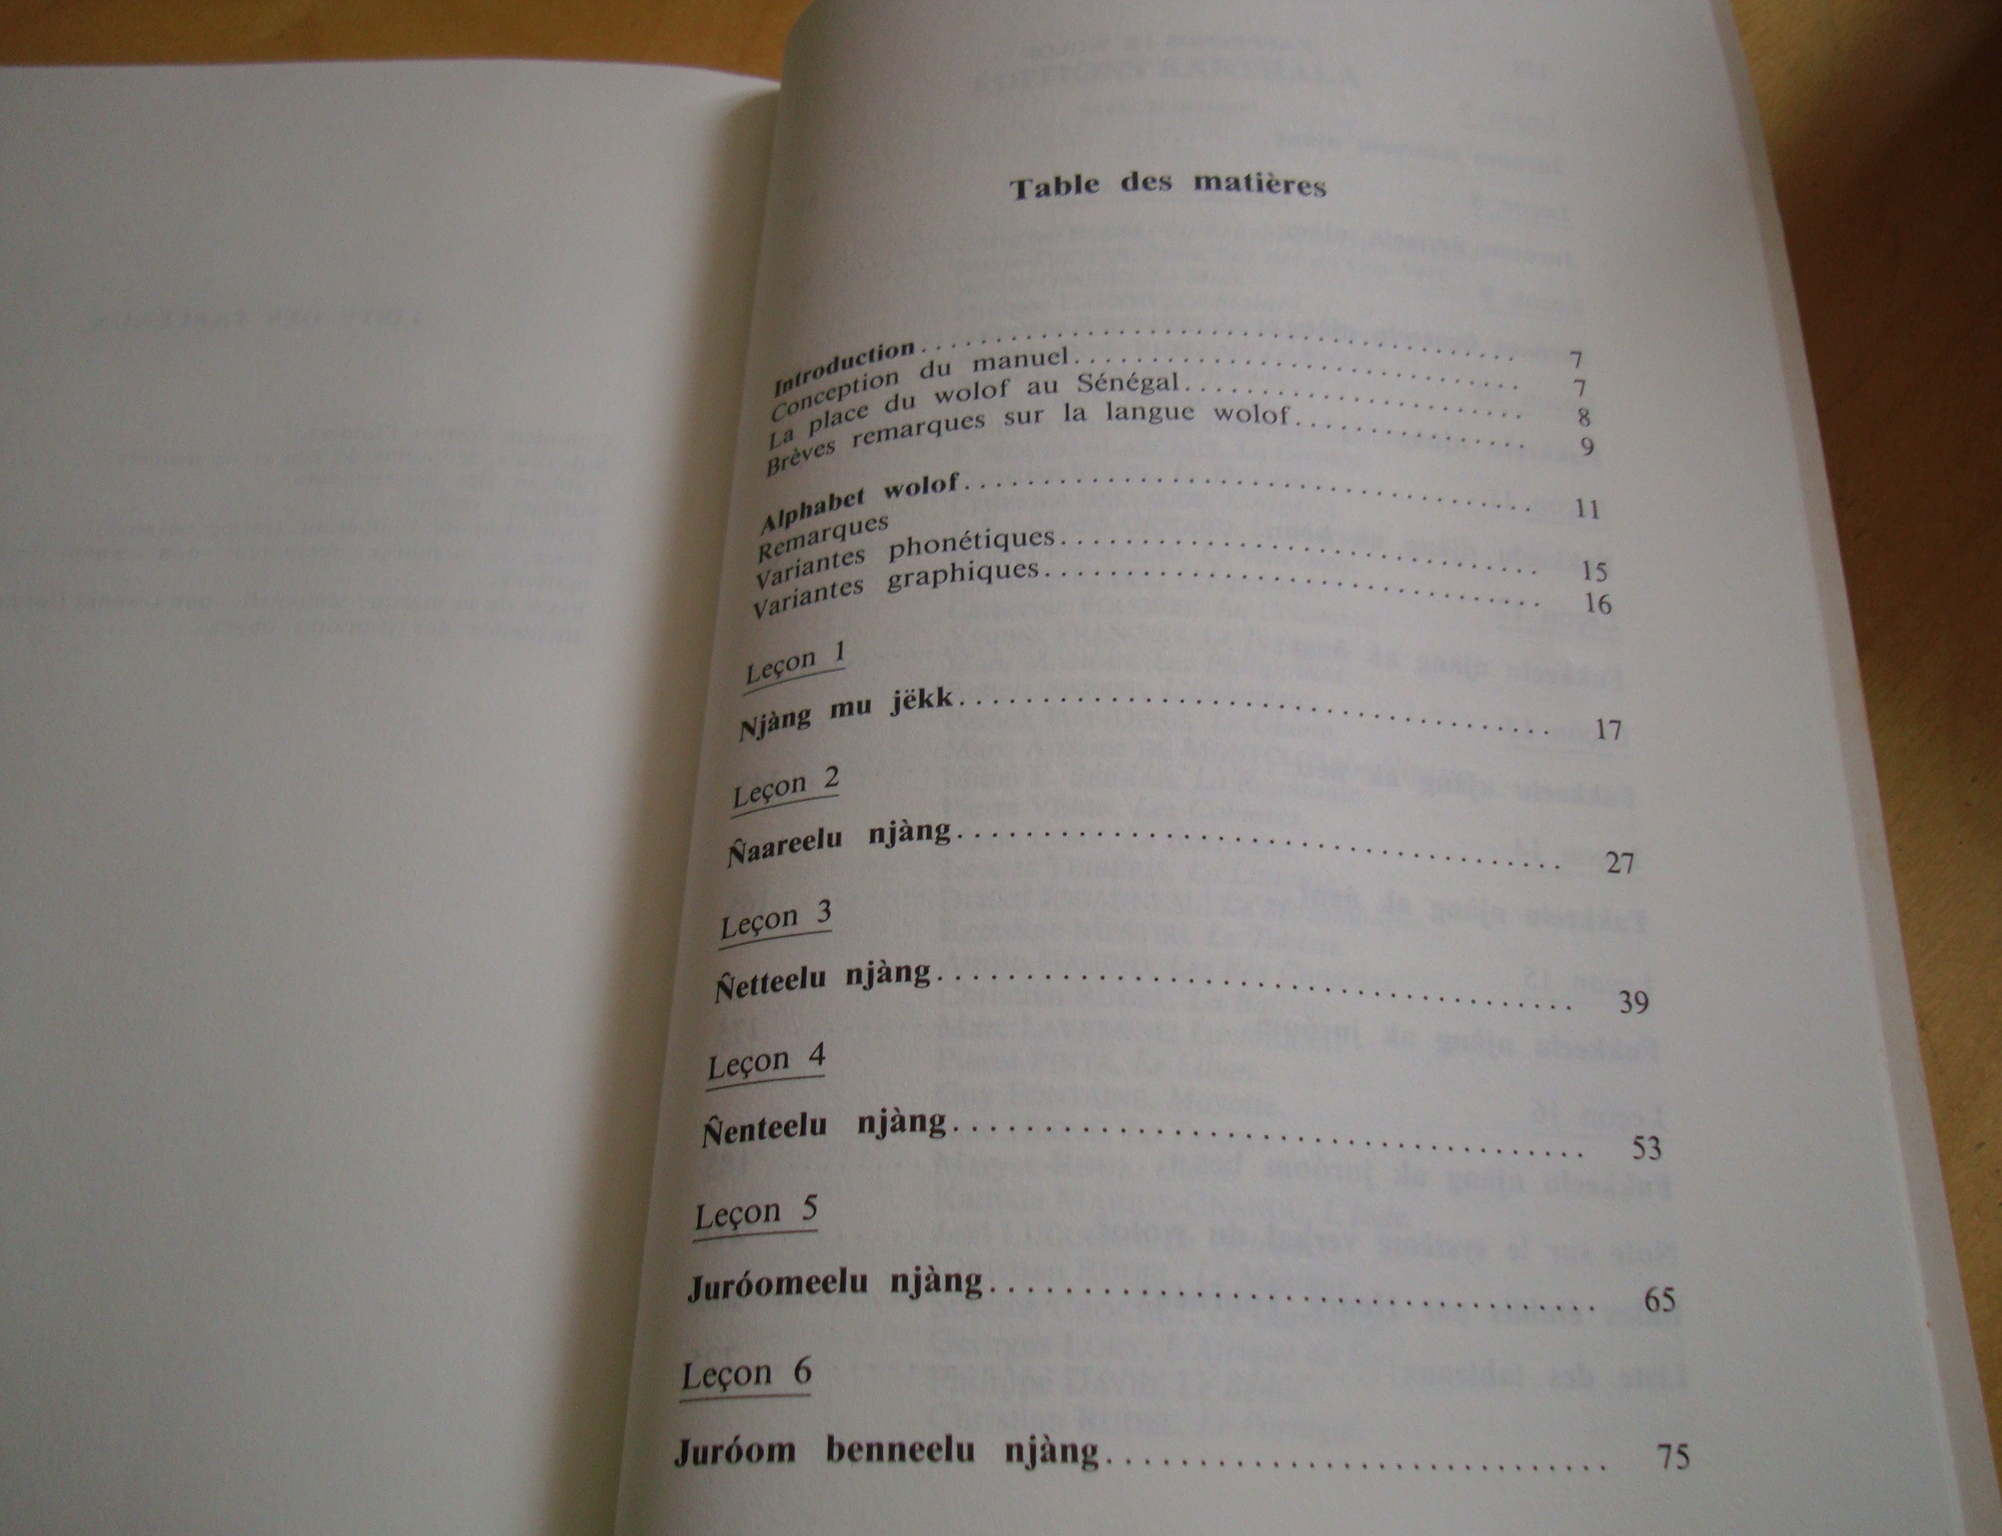 Table des matières
Introduction........................................ 7
Conception du manuel........................................ 7
La place du wolof au Sénégal........................................ 8
Brèves remarques sur la langue wolof........................................ 9
Alphabet wolof........................................ 11
Remarques
Variantes phonétiques........................................ 15
Variantes graphiques........................................ 16
Leçon 1
Njàng mu jëkk........................................ 17
Leçon 2
N̂aareelu njàng........................................ 27
Leçon 3
N̂etteelu njàng........................................ 39
Leçon 4
N̂enteelu njàng........................................ 53
Leçon 5
Juróomeelu njàng........................................ 65
Leçon 6
Juróom benneelu njàng........................................ 75